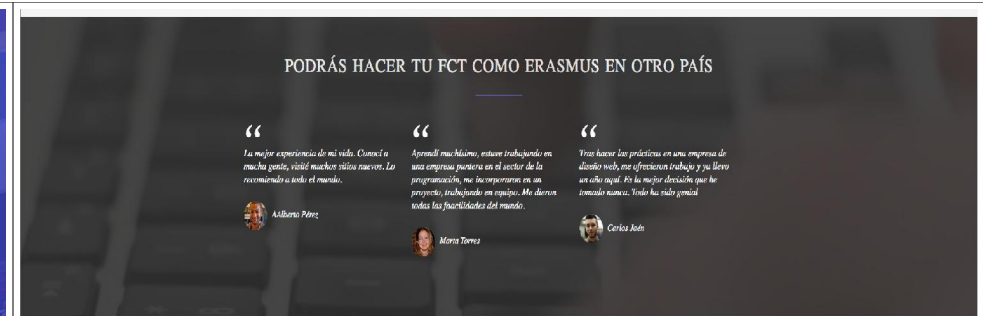 PODRÁS HACER TU FCT COMO ERASMUS EN OTRO PAÍS
“
La mejor experiencia de mi vida. Conocí a
mucha gente, visité muchos sitios nuevos. Lo
recomiendo a todo el mundo.
AAlberto Pérez
“
Aprendí muchísimo, estuve trabajando en
una empresa puntera en el sector de la
programación, me incorporaron en un
proyecto, trabajando en equipo. Me dieron
todas las faactlidades del mundo.
Marta Torres
“
Tras hacer las prácticas en una empresa de
diseño web, me ofrecieron trabajo y ya llevo
un año aquí. Es la mejor decisión que he
tomado nunca. Todo ha sido genial
Carlos Jaén